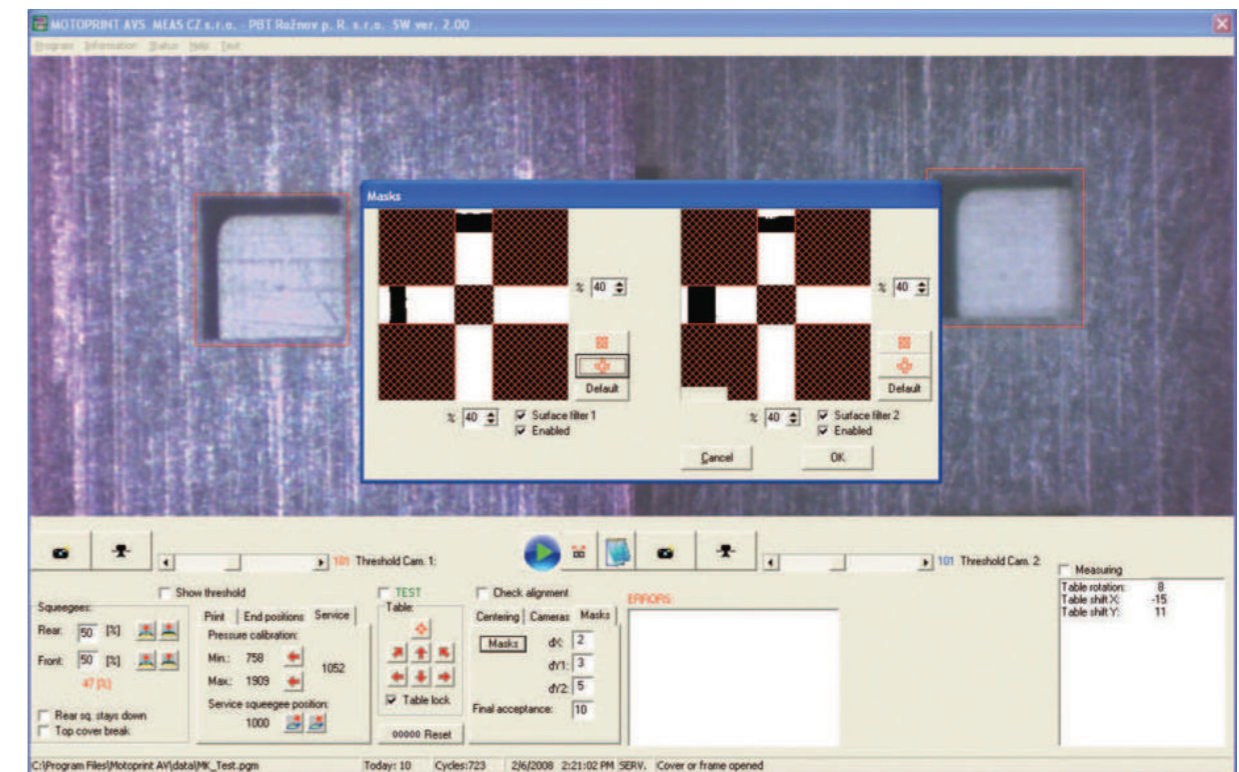 MOTOPRINT AVS MEAS CZ s.r.o. - PBT Rožnov p. R. s.r.o. SW ver. 2.00
Program Information Status Help Text
Masks
% 40
% 40
Default
Default
% 40
Surface filter 1
Enabled
% 40
Surface filter 2
Enabled
Cancel
OK
101 Threshold Cam. 1:
101 Threshold Cam. 2
Show threshold
TEST
Check alignment
Measuring
Squeegees:
Rear: 50 [%]
Front: 50 [%]
47 [%]
Rear sq. stays down
Top cover break
Print End positions Service
Pressure calibration:
Min.: 758
Max.: 1909
1052
Service squeegee position:
1000
Table:
Table lock
00000 Reset
Centering Cameras Masks
Masks
dX: 2
dY1: 3
dY2: 5
Final acceptance: 10
ERRORS:
Table rotation: 8
Table shift X: -15
Table shift Y: 11
C:\Program Files\Motoprint AV\data\MK_Test.pgm Today: 10 Cycles:723 2/6/2008 2:21:02 PM SERV. Cover or frame opened